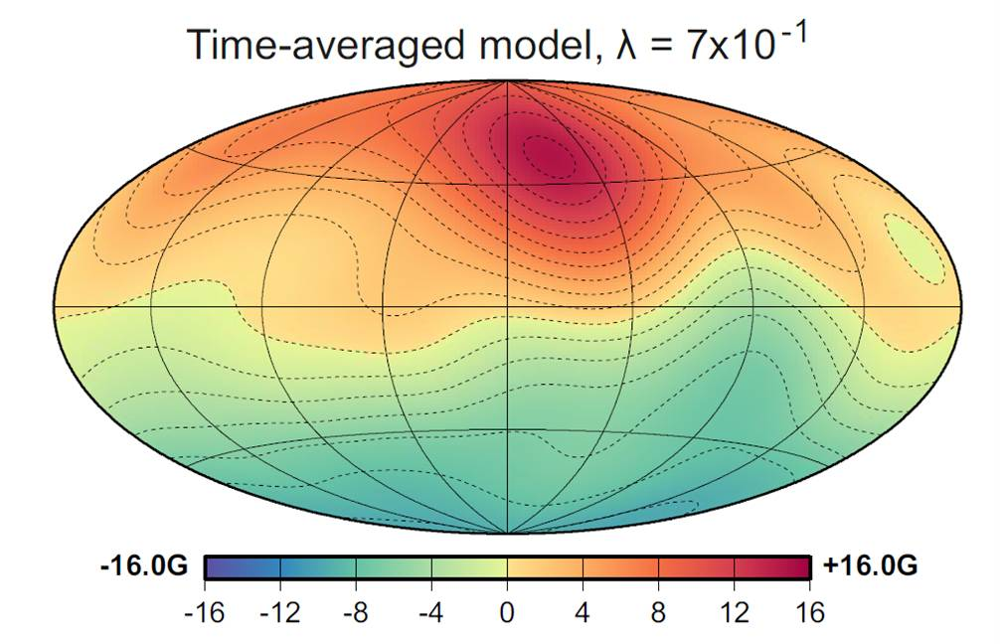 Time-averaged model, λ = 7x10⁻¹
-16.0G +16.0G
-16 -12 -8 -4 0 4 8 12 16